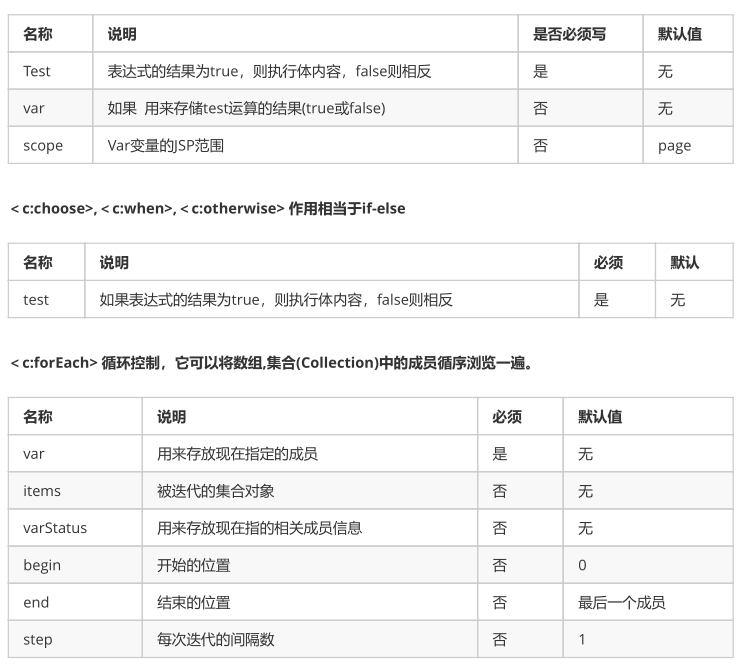 名称 说明 是否必须写 默认值
Test 表达式的结果为true，则执行体内容，false则相反 是 无
var 如果 用来存储test运算的结果(true或false) 否 无
scope Var变量的JSP范围 否 page
< c:choose>, < c:when>, < c:otherwise> 作用相当于if-else
名称 说明 必须 默认
test 如果表达式的结果为true，则执行体内容，false则相反 是 无
< c:forEach> 循环控制，它可以将数组,集合(Collection)中的成员循序浏览一遍。
名称 说明 必须 默认值
var 用来存放现在指定的成员 是 无
items 被迭代的集合对象 否 无
varStatus 用来存放现在指的相关成员信息 否 无
begin 开始的位置 否 0
end 结束的位置 否 最后一个成员
step 每次迭代的间隔数 否 1